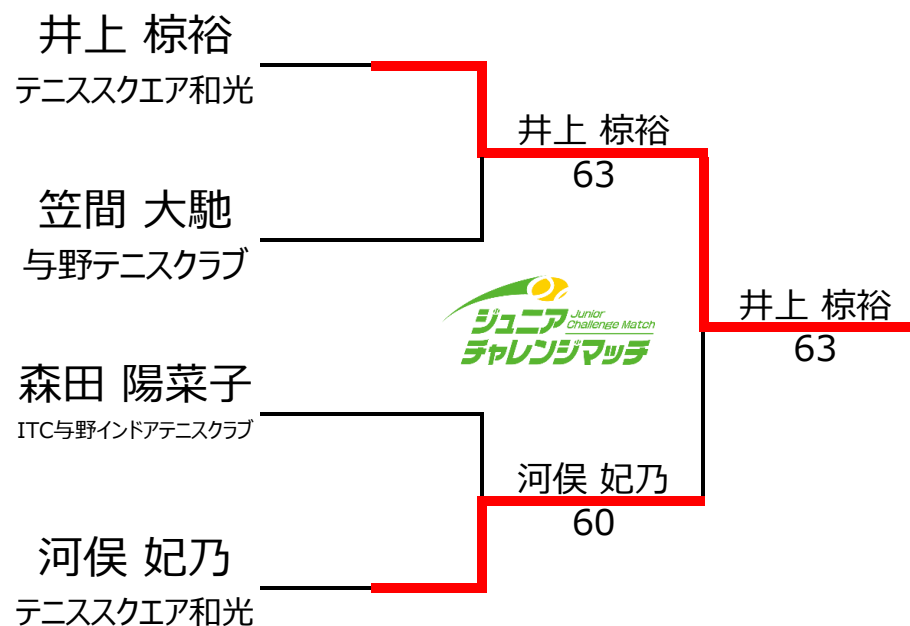 井上 椋裕
テニススクエア和光
笠間 大馳
与野テニスクラブ
森田 陽菜子
ITC与野インドアテニスクラブ
河俣 妃乃
テニススクエア和光
井上 椋裕
63
ジュニア Junior
Challenge Match
チャレンジマッチ
河俣 妃乃
60
井上 椋裕
63